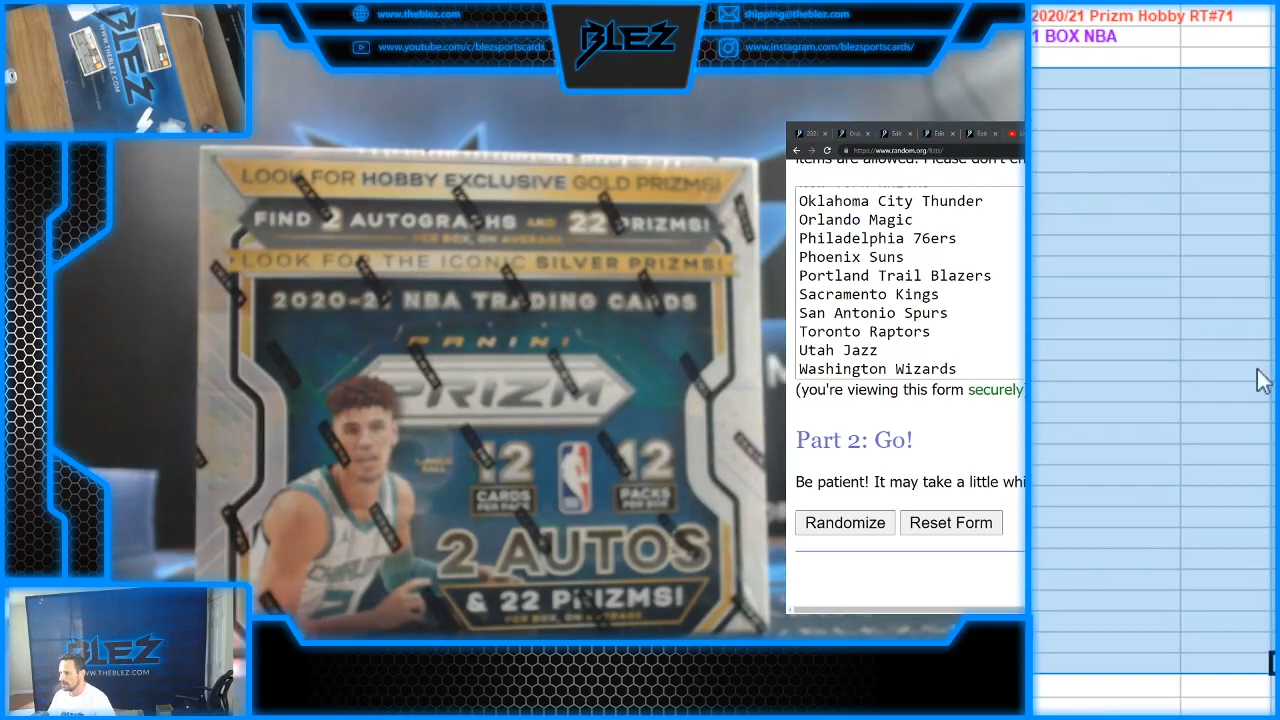 www.theblez.com
shipping@theblez.com
www.youtube.com/c/blezsportscards
www.instagram.com/blezsportscards/
BLEZ
2020/21 Prizm Hobby RT#71
1 BOX NBA
BLEZ
LOOK FOR HOBBY EXCLUSIVE GOLD PRIZMS!
FIND 2 AUTOGRAPHS AND 22 PRIZMS!
PER BOX, ON AVERAGE
LOOK FOR THE ICONIC SILVER PRIZMS!
2020-21 NBA TRADING CARDS
PANINI
PRIZM
12 CARDS PER PACK
NBA
12 PACKS PER BOX
2 AUTOS
& 22 PRIZMS!
PER BOX, ON AVERAGE
https://www.random.org/lists/
Oklahoma City Thunder
Orlando Magic
Philadelphia 76ers
Phoenix Suns
Portland Trail Blazers
Sacramento Kings
San Antonio Spurs
Toronto Raptors
Utah Jazz
Washington Wizards
(you're viewing this form securely
Part 2: Go!
Be patient! It may take a little whi
Randomize
Reset Form
BLEZ
WWW.THEBLEZ.COM